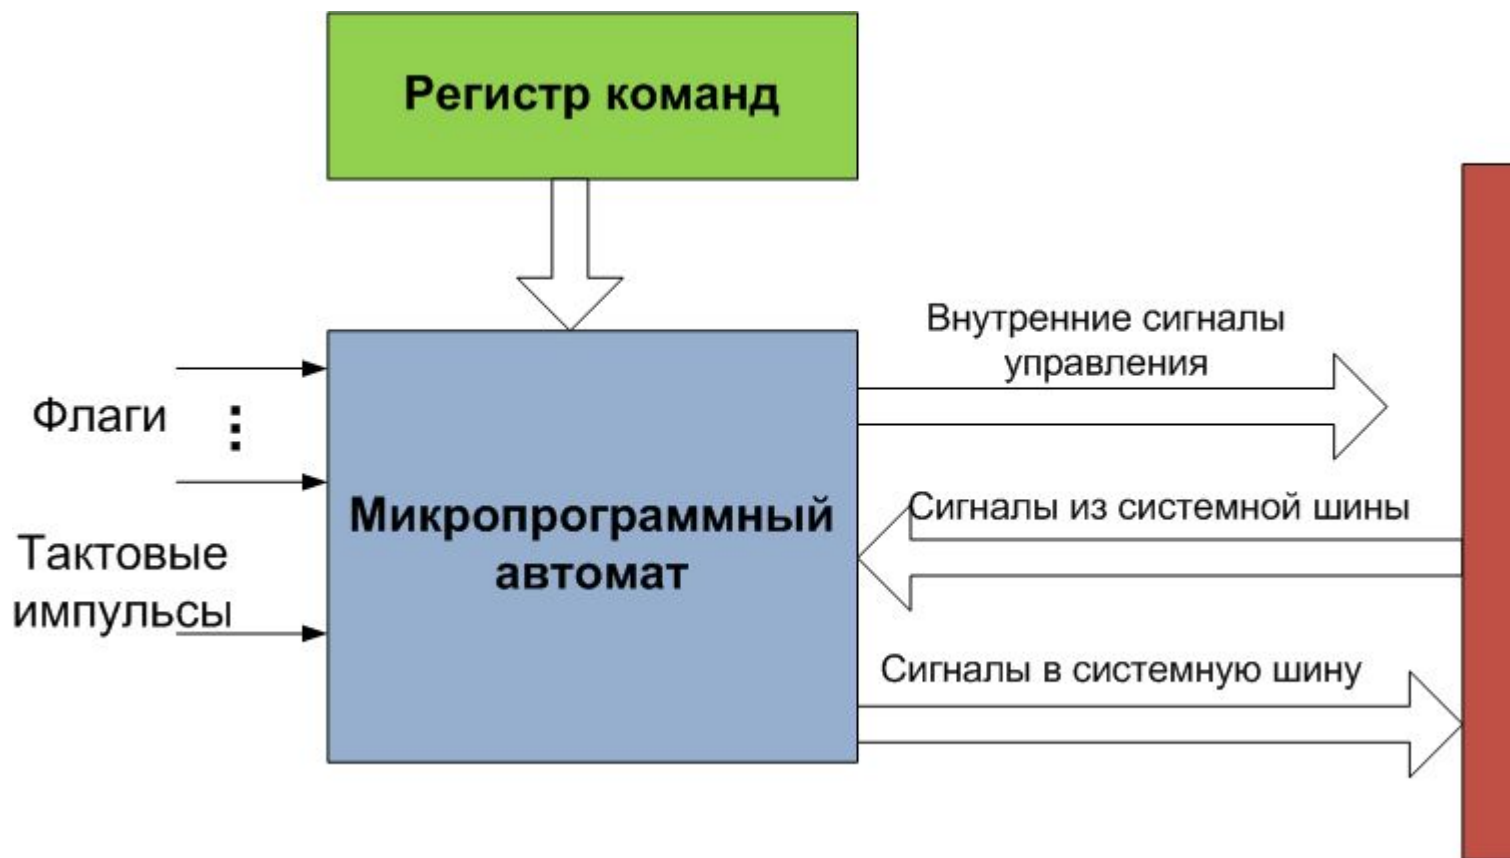 Регистр команд
Внутренние сигналы
управления
Флаги
Сигналы из системной шины
Микропрограммный
автомат
Тактовые
импульсы
Сигналы в системную шину